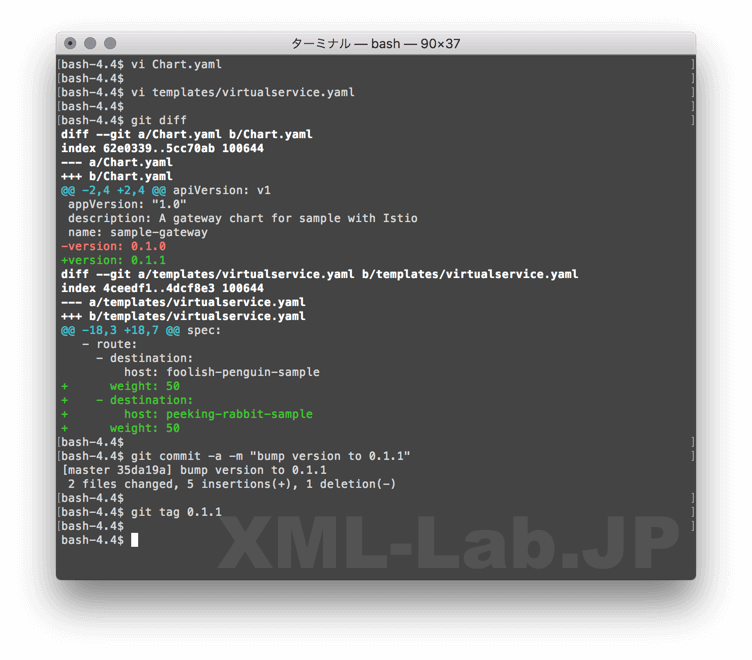 ターミナル — bash — 90×37
[bash-4.4$ vi Chart.yaml ]
[bash-4.4$ ]
[bash-4.4$ vi templates/virtualservice.yaml ]
[bash-4.4$ ]
[bash-4.4$ git diff ]
diff --git a/Chart.yaml b/Chart.yaml
index 62e0339..5cc70ab 100644
--- a/Chart.yaml
+++ b/Chart.yaml
@@ -2,4 +2,4 @@ apiVersion: v1
 appVersion: "1.0"
 description: A gateway chart for sample with Istio
 name: sample-gateway
-version: 0.1.0
+version: 0.1.1
diff --git a/templates/virtualservice.yaml b/templates/virtualservice.yaml
index 4ceedf1..4dcf8e3 100644
--- a/templates/virtualservice.yaml
+++ b/templates/virtualservice.yaml
@@ -18,3 +18,7 @@ spec:
   - route:
     - destination:
         host: foolish-penguin-sample
+      weight: 50
+    - destination:
+        host: peeking-rabbit-sample
+      weight: 50
[bash-4.4$ ]
[bash-4.4$ git commit -a -m "bump version to 0.1.1" ]
[master 35da19a] bump version to 0.1.1
 2 files changed, 5 insertions(+), 1 deletion(-)
[bash-4.4$ ]
[bash-4.4$ git tag 0.1.1 ]
[bash-4.4$ ]
bash-4.4$
XML-Lab.JP